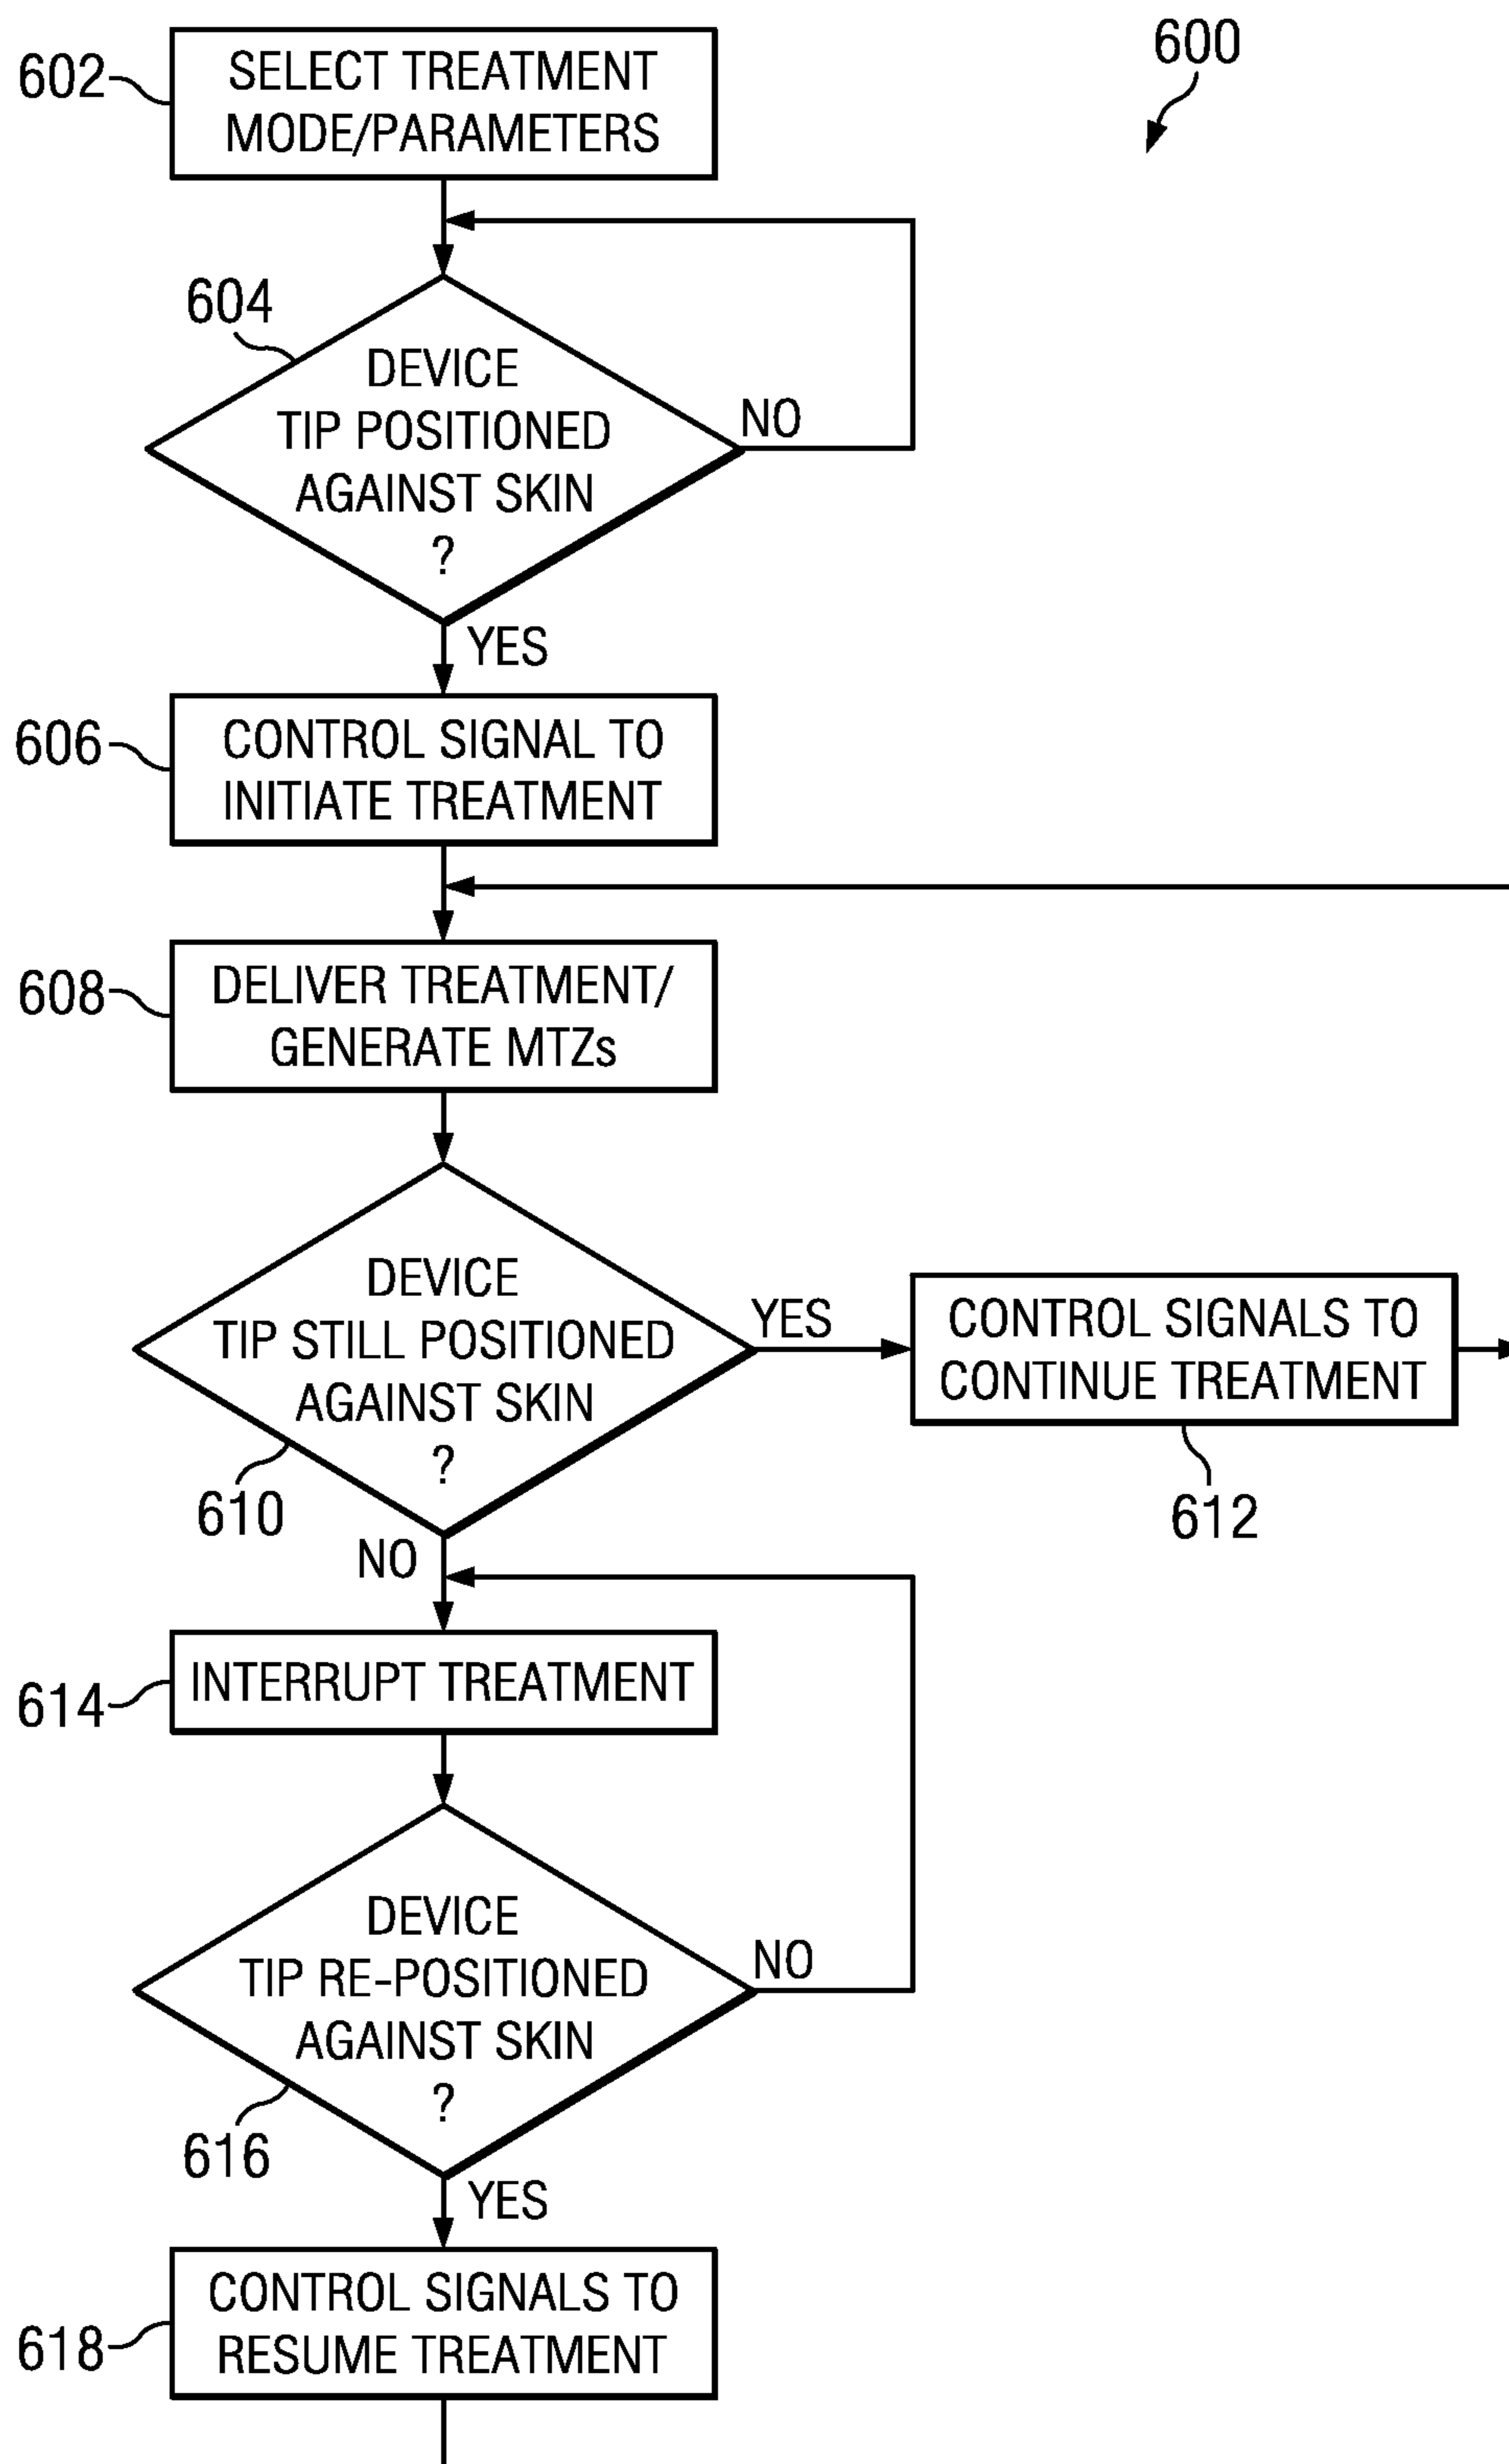 600
602
SELECT TREATMENT
MODE/PARAMETERS
604
DEVICE
TIP POSITIONED
AGAINST SKIN
?
NO
YES
606
CONTROL SIGNAL TO
INITIATE TREATMENT
608
DELIVER TREATMENT/
GENERATE MTZs
DEVICE
TIP STILL POSITIONED
AGAINST SKIN
?
610
YES
CONTROL SIGNALS TO
CONTINUE TREATMENT
612
NO
614
INTERRUPT TREATMENT
DEVICE
TIP RE-POSITIONED
AGAINST SKIN
?
616
NO
YES
618
CONTROL SIGNALS TO
RESUME TREATMENT